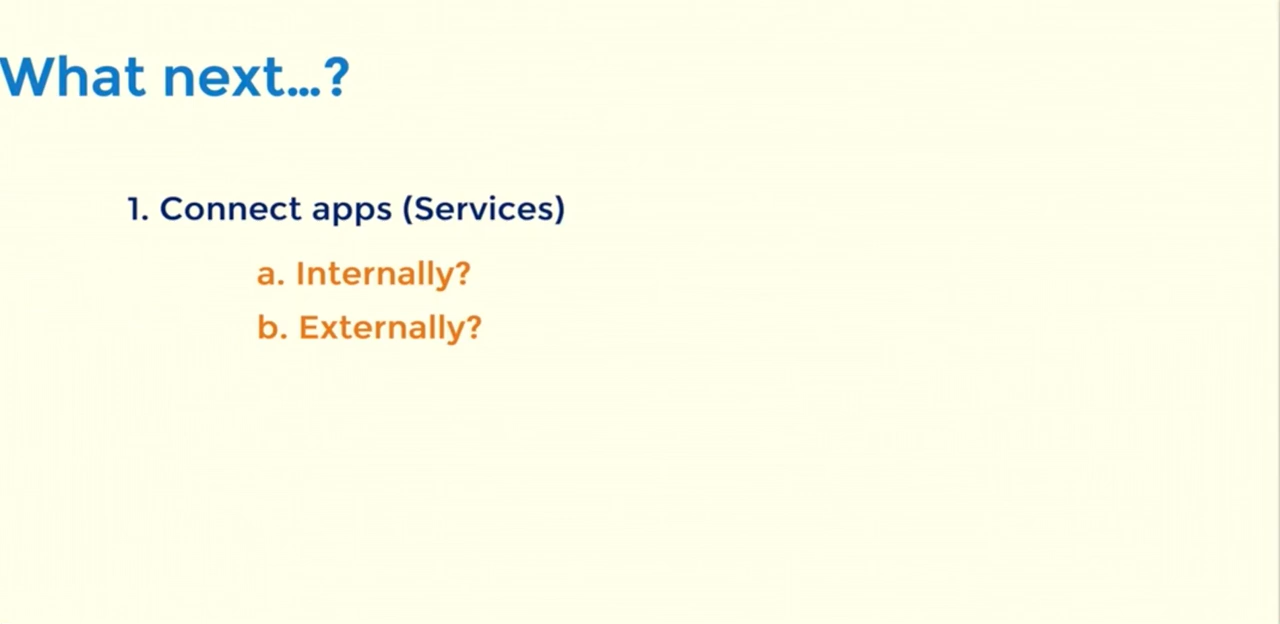 What next...?
1. Connect apps (Services)
a. Internally?
b. Externally?